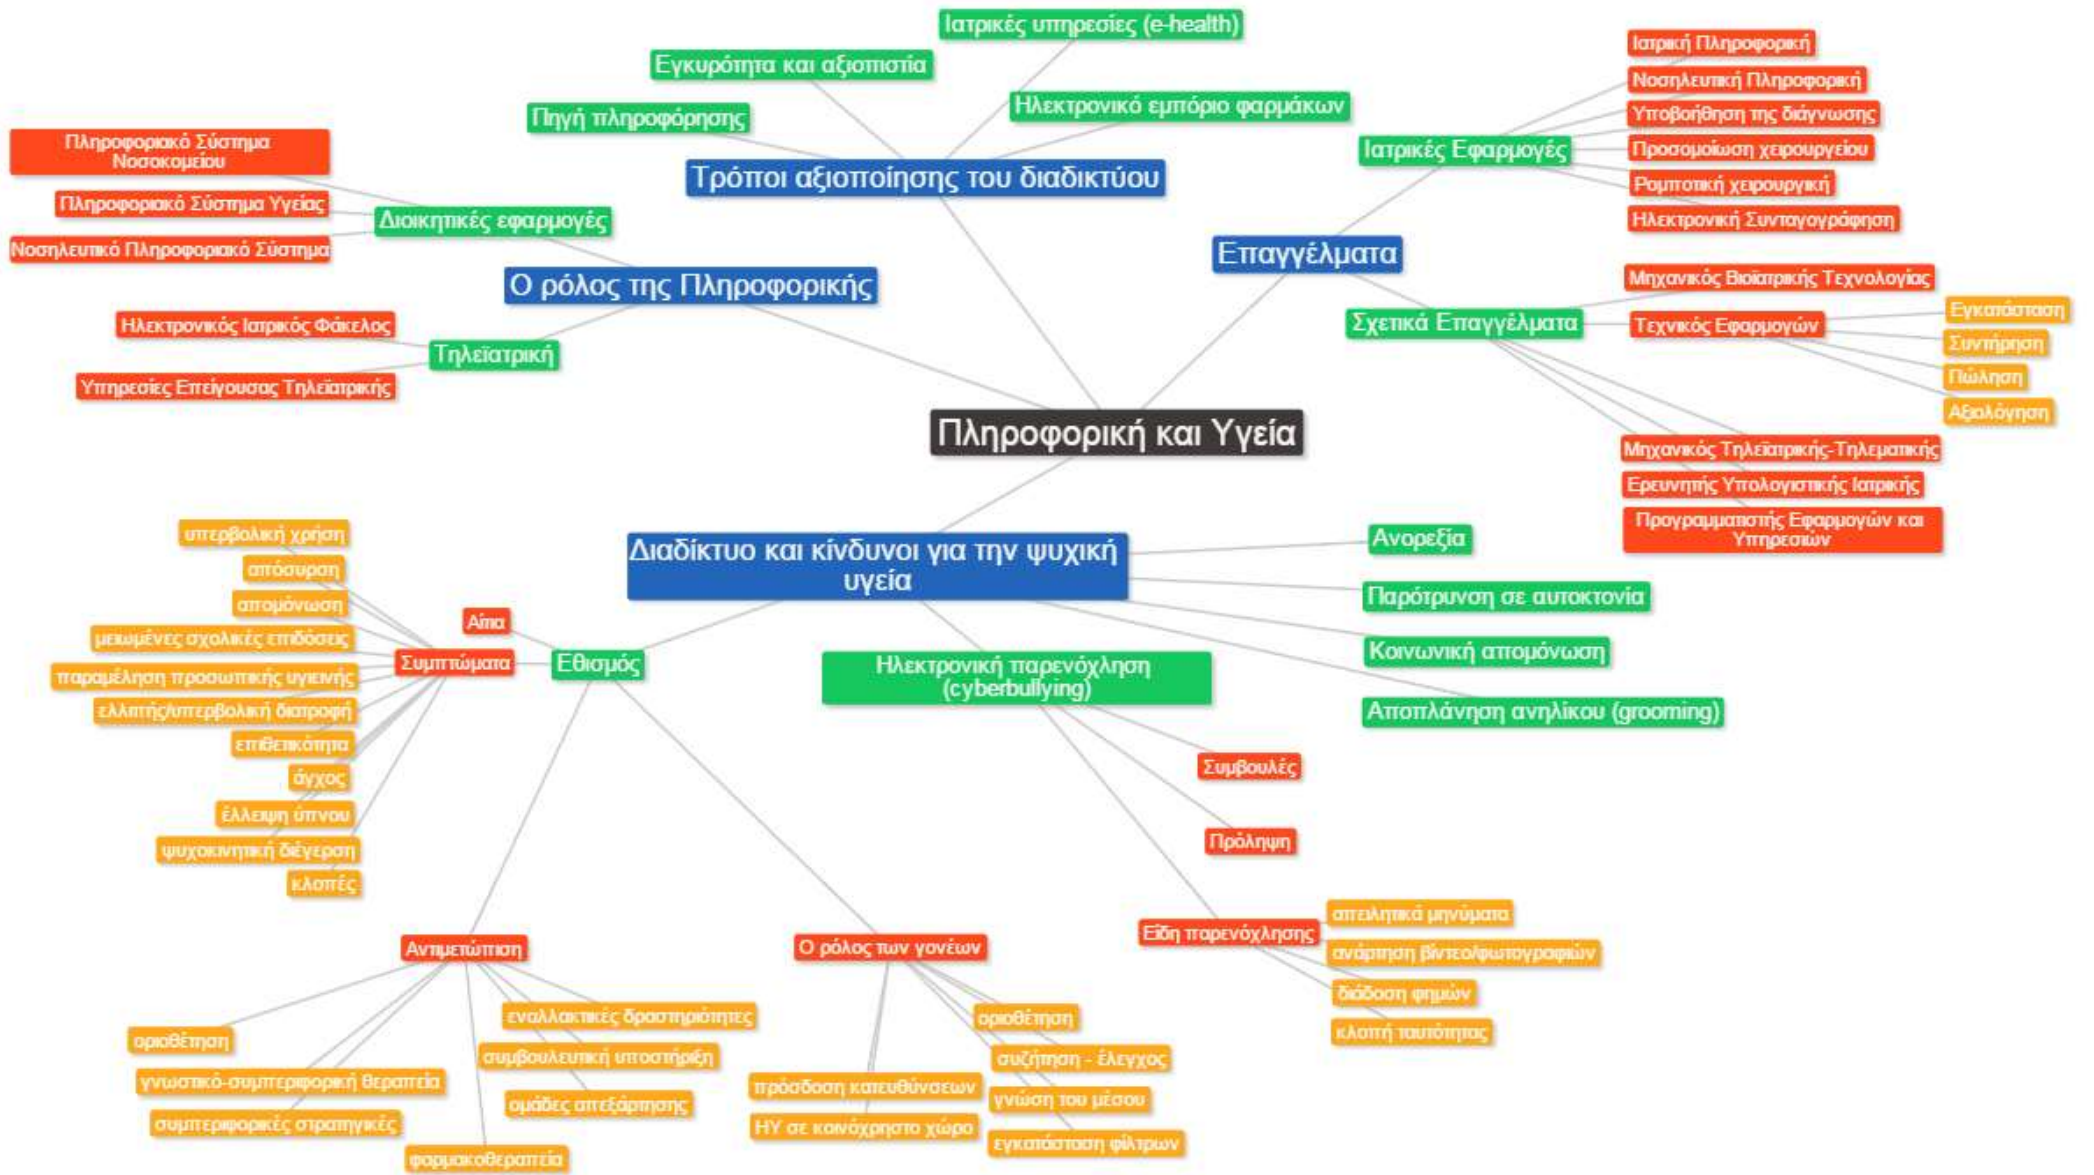 Ιατρικές υπηρεσίες (e-health)
Εγκυρότητα και αξιοπιστία
Ηλεκτρονικό εμπόριο φαρμάκων
Πηγή πληροφόρησης
Τρόποι αξιοποίησης του διαδικτύου
Πληροφοριακό Σύστημα
Νοσοκομείου
Πληροφοριακό Σύστημα Υγείας
Νοσηλευτικό Πληροφοριακό Σύστημα
Διοικητικές εφαρμογές
Ο ρόλος της Πληροφορικής
Ηλεκτρονικός Ιατρικός Φάκελος
Τηλεϊατρική
Υπηρεσίες Επείγουσας Τηλεϊατρικής
Ιατρική Πληροφορική
Νοσηλευτική Πληροφορική
Υποβοήθηση της διάγνωσης
Ιατρικές Εφαρμογές
Προσομοίωση χειρουργείου
Ρομποτική χειρουργική
Ηλεκτρονική Συνταγογράφηση
Επαγγέλματα
Μηχανικός Βιοϊατρικής Τεχνολογίας
Σχετικά Επαγγέλματα
Τεχνικός Εφαρμογών
Εγκατάσταση
Συντήρηση
Πώληση
Αξιολόγηση
Μηχανικός Τηλεϊατρικής-Τηλεματικής
Ερευνητής Υπολογιστικής Ιατρικής
Προγραμματιστής Εφαρμογών και
Υπηρεσιών
Πληροφορική και Υγεία
Διαδίκτυο και κίνδυνοι για την ψυχική
υγεία
Ανορεξία
Παρότρυνση σε αυτοκτονία
Κοινωνική απομόνωση
Αποπλάνηση ανηλίκου (grooming)
Ηλεκτρονική παρενόχληση
(cyberbullying)
Συμβουλές
Πρόληψη
Είδη παρενόχλησης
απειλητικά μηνύματα
ανάρτηση βίντεο/φωτογραφιών
διάδοση φημών
κλοπή ταυτότητας
Εθισμός
Αίτια
Συμπτώματα
υπερβολική χρήση
απόσυρση
απομόνωση
μειωμένες σχολικές επιδόσεις
παραμέληση προσωπικής υγιεινής
ελλιπής/υπερβολική διατροφή
επιθετικότητα
άγχος
έλλειψη ύπνου
ψυχοκινητική διέγερση
κλοπές
Αντιμετώπιση
οριοθέτηση
γνωστικό-συμπεριφορική θεραπεία
συμπεριφορικές στρατηγικές
φαρμακοθεραπεία
εναλλακτικές δραστηριότητες
συμβουλευτική υποστήριξη
ομάδες απεξάρτησης
Ο ρόλος των γονέων
οριοθέτηση
συζήτηση - έλεγχος
πρόσδοση κατευθύνσεων
γνώση του μέσου
ΗΥ σε κοινόχρηστο χώρο
εγκατάσταση φίλτρων